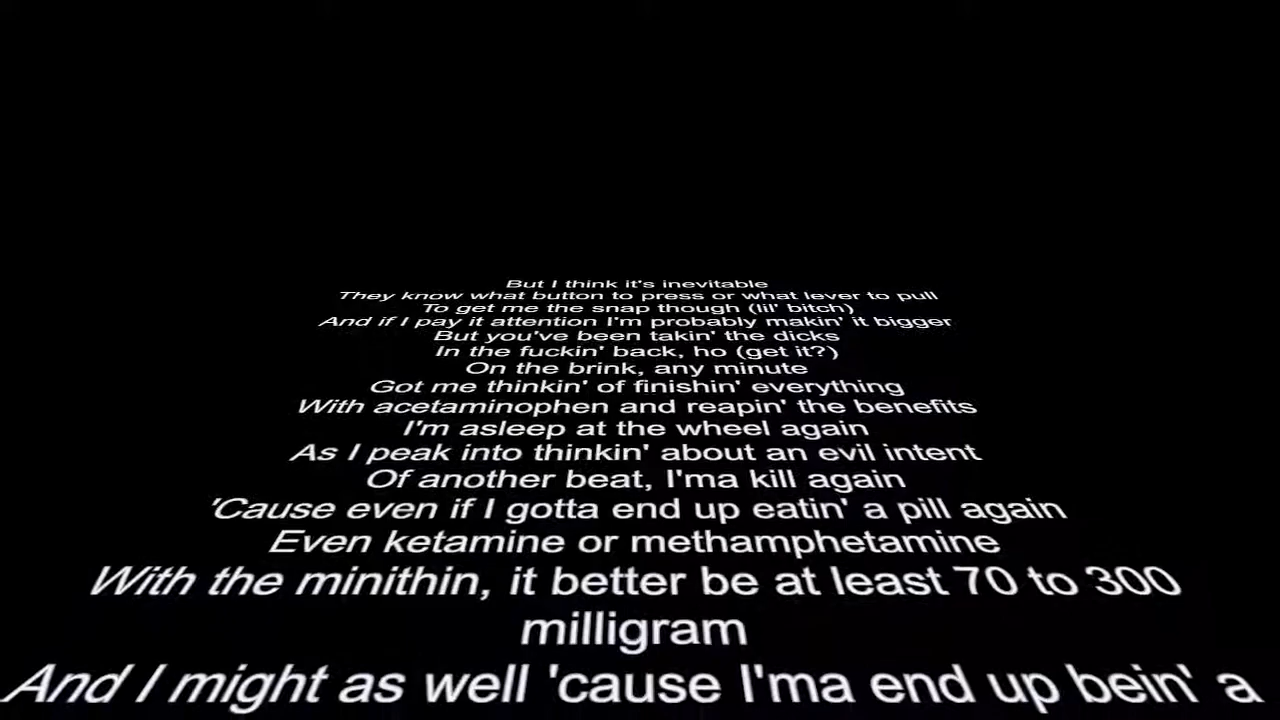 But I think it's inevitable
They know what button to press or what lever to pull
To get me the snap though (lil' bitch)
And if I pay it attention I'm probably makin' it bigger
But you've been takin' the dicks
In the fuckin' back, ho (get it?)
On the brink, any minute
Got me thinkin' of finishin' everything
With acetaminophen and reapin' the benefits
I'm asleep at the wheel again
As I peak into thinkin' about an evil intent
Of another beat, I'ma kill again
'Cause even if I gotta end up eatin' a pill again
Even ketamine or methamphetamine
With the minithin, it better be at least 70 to 300
milligram
And I might as well 'cause I'ma end up bein' a